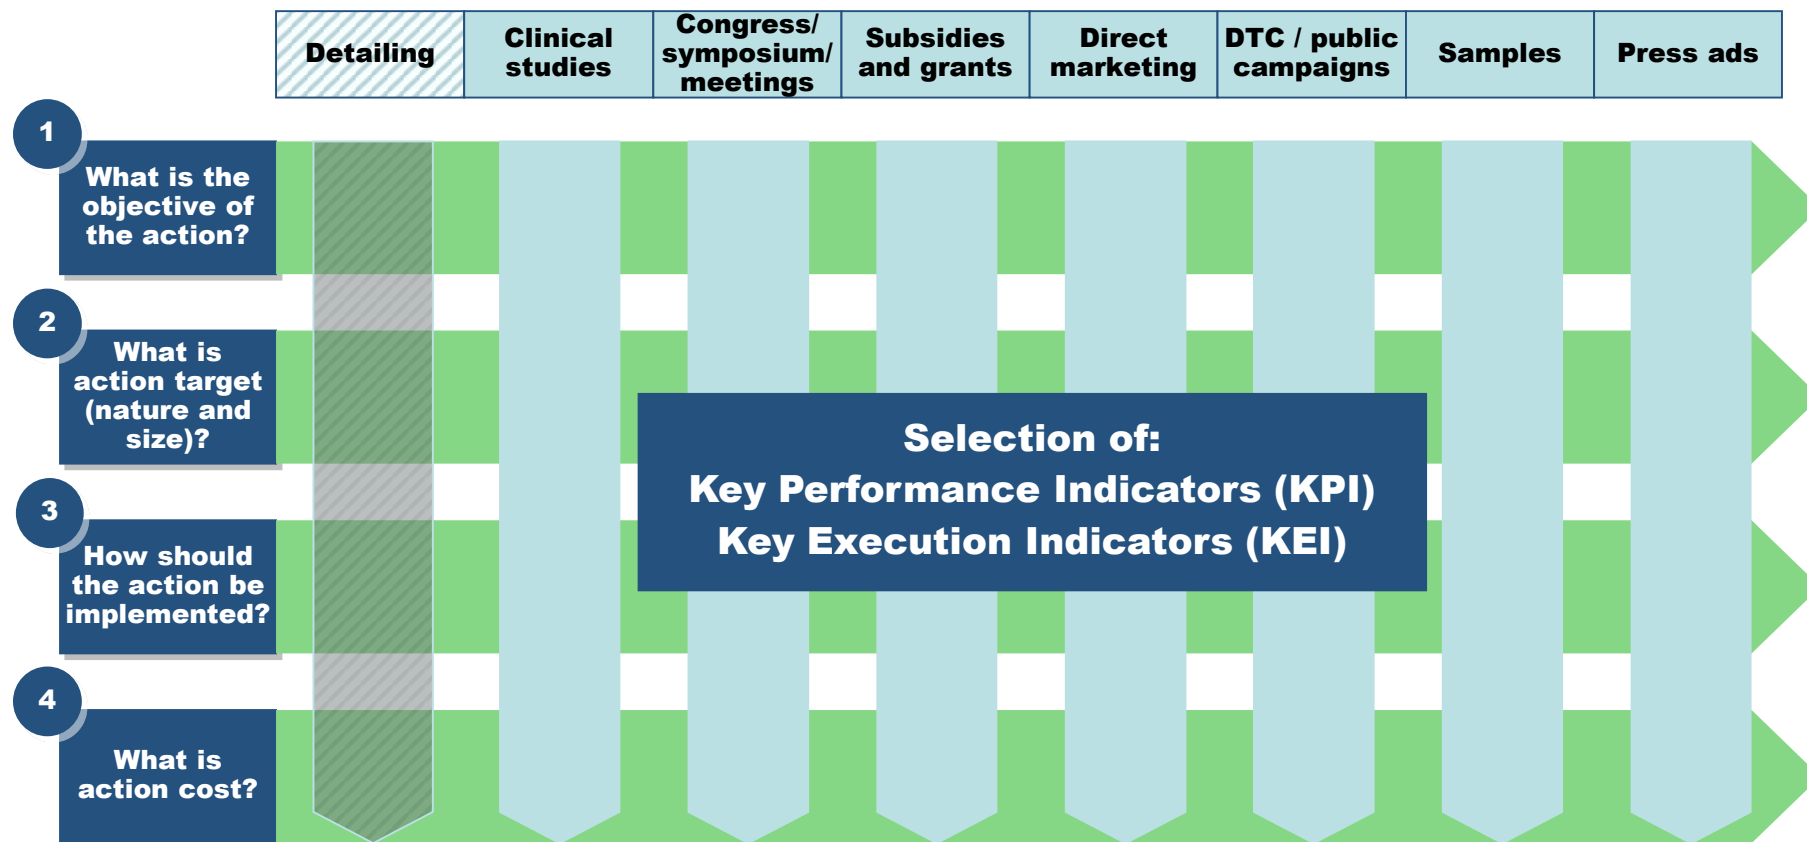 Detailing
Clinical
studies
Congress/
symposium/
meetings
Subsidies
and grants
Direct
marketing
DTC / public
campaigns
Samples
Press ads
1
What is the
objective of
the action?
2
What is
action target
(nature and
size)?
3
How should
the action be
implemented?
4
What is
action cost?
Selection of:
Key Performance Indicators (KPI)
Key Execution Indicators (KEI)